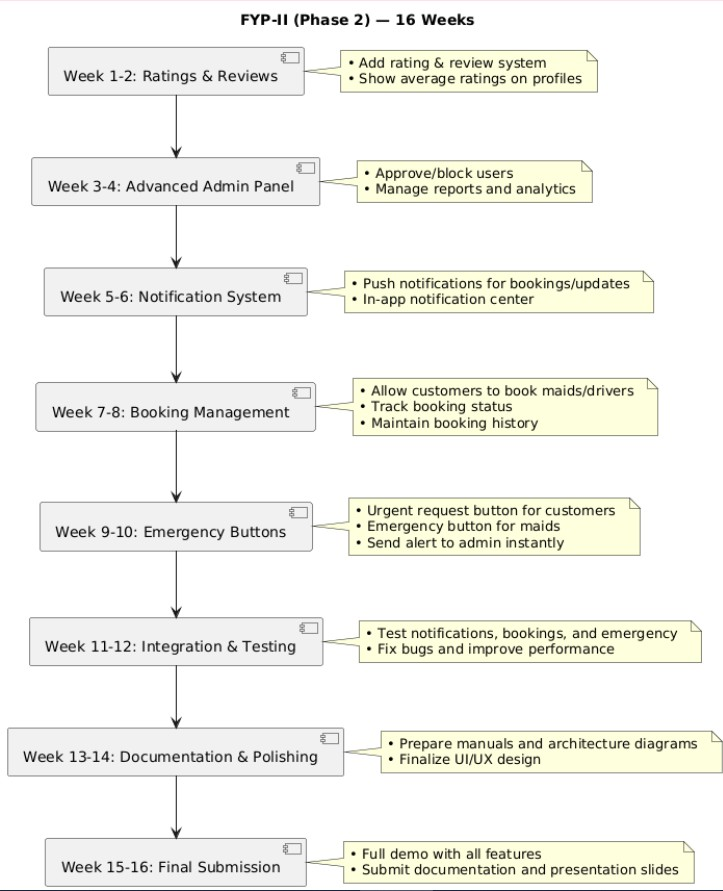 FYP-II (Phase 2) — 16 Weeks
Week 1-2: Ratings & Reviews
• Add rating & review system
• Show average ratings on profiles
Week 3-4: Advanced Admin Panel
• Approve/block users
• Manage reports and analytics
Week 5-6: Notification System
• Push notifications for bookings/updates
• In-app notification center
Week 7-8: Booking Management
• Allow customers to book maids/drivers
• Track booking status
• Maintain booking history
Week 9-10: Emergency Buttons
• Urgent request button for customers
• Emergency button for maids
• Send alert to admin instantly
Week 11-12: Integration & Testing
• Test notifications, bookings, and emergency
• Fix bugs and improve performance
Week 13-14: Documentation & Polishing
• Prepare manuals and architecture diagrams
• Finalize UI/UX design
Week 15-16: Final Submission
• Full demo with all features
• Submit documentation and presentation slides